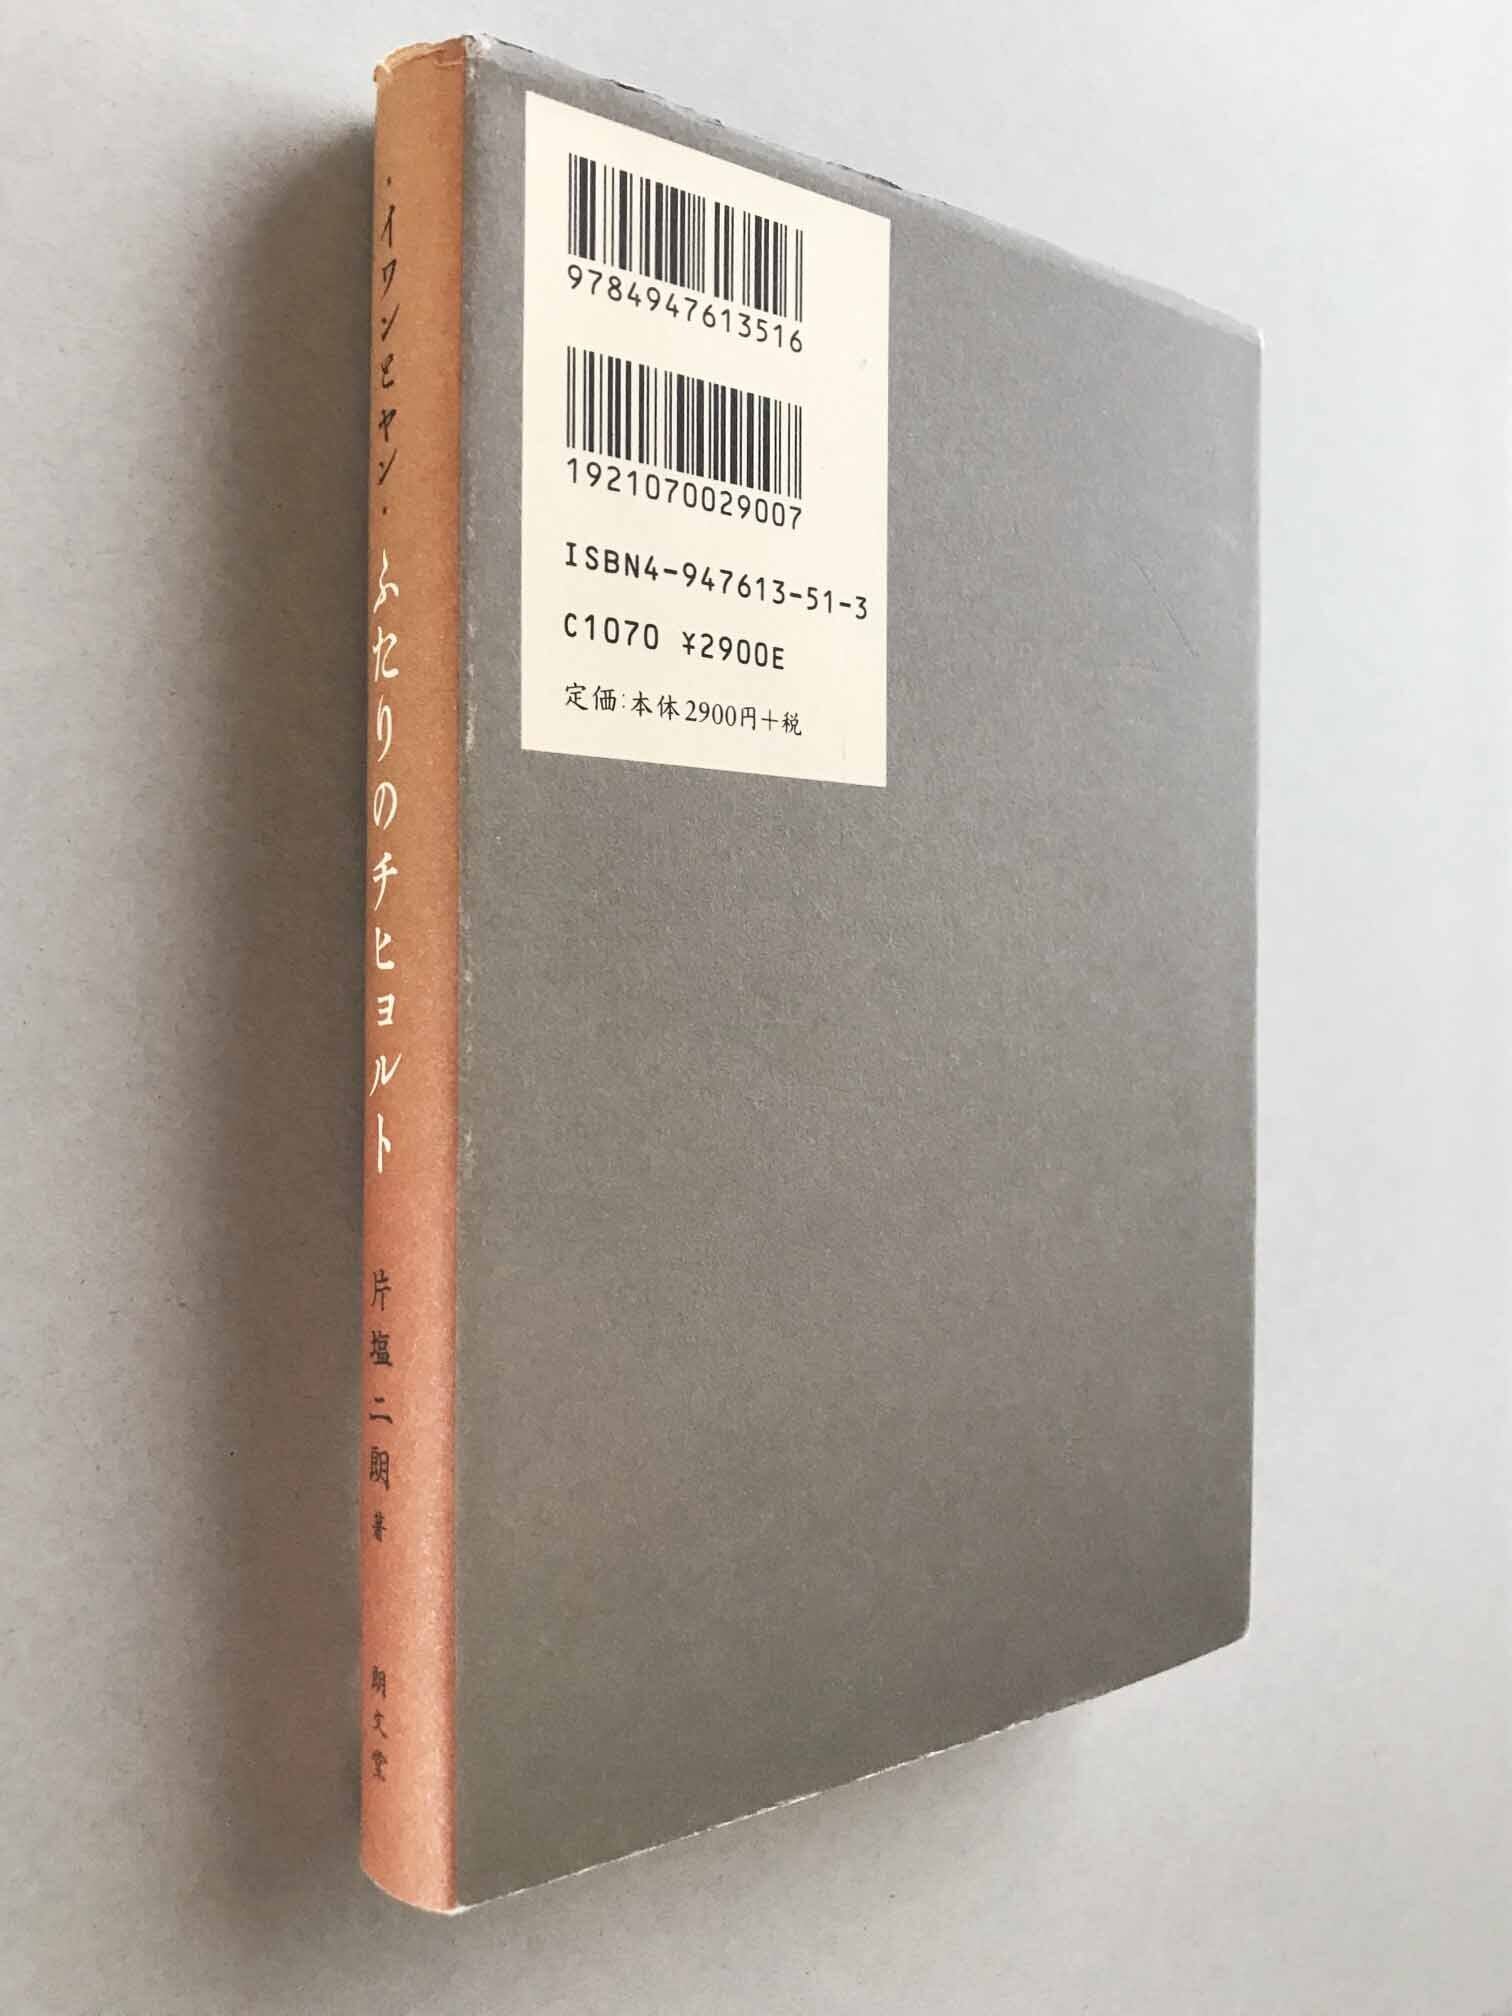 ・イワンとヤン・ふたりのチヒョルト
片塩二朗 著
朗文堂
9784947613516
1921070029007
ISBN4-947613-51-3
C1070 ¥2900E
定価:本体2900円+税